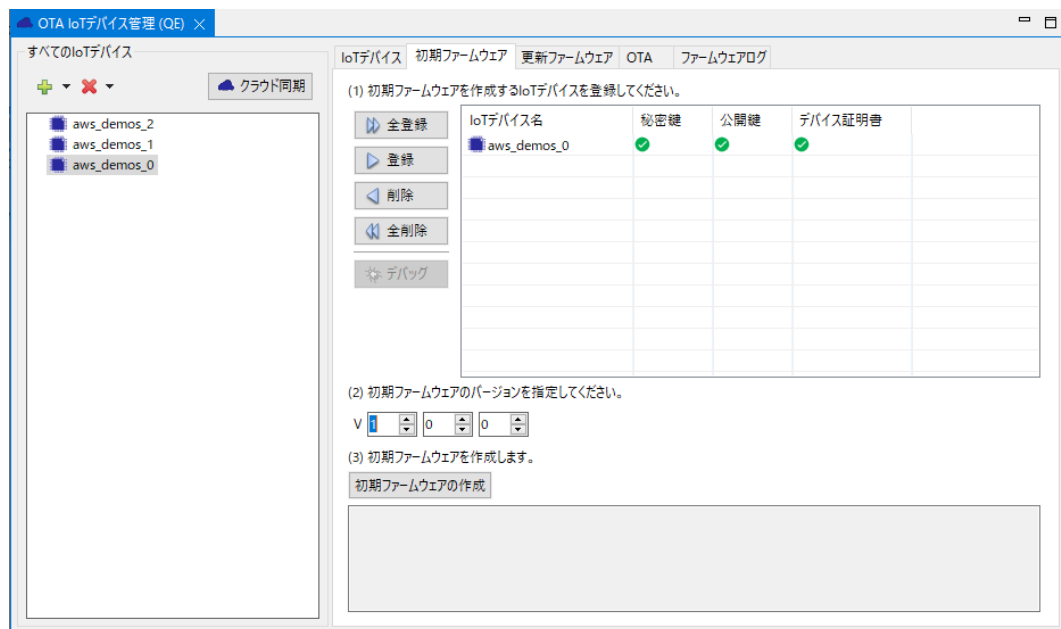 OTA IoTデバイス管理 (QE)
すべてのIoTデバイス
クラウド同期
aws_demos_2
aws_demos_1
aws_demos_0
IoTデバイス 初期ファームウェア 更新ファームウェア OTA ファームウェアログ
(1) 初期ファームウェアを作成するIoTデバイスを登録してください。
全登録
登録
削除
全削除
デバッグ
IoTデバイス名 秘密鍵 公開鍵 デバイス証明書
aws_demos_0
(2) 初期ファームウェアのバージョンを指定してください。
V 1 0 0
(3) 初期ファームウェアを作成します。
初期ファームウェアの作成